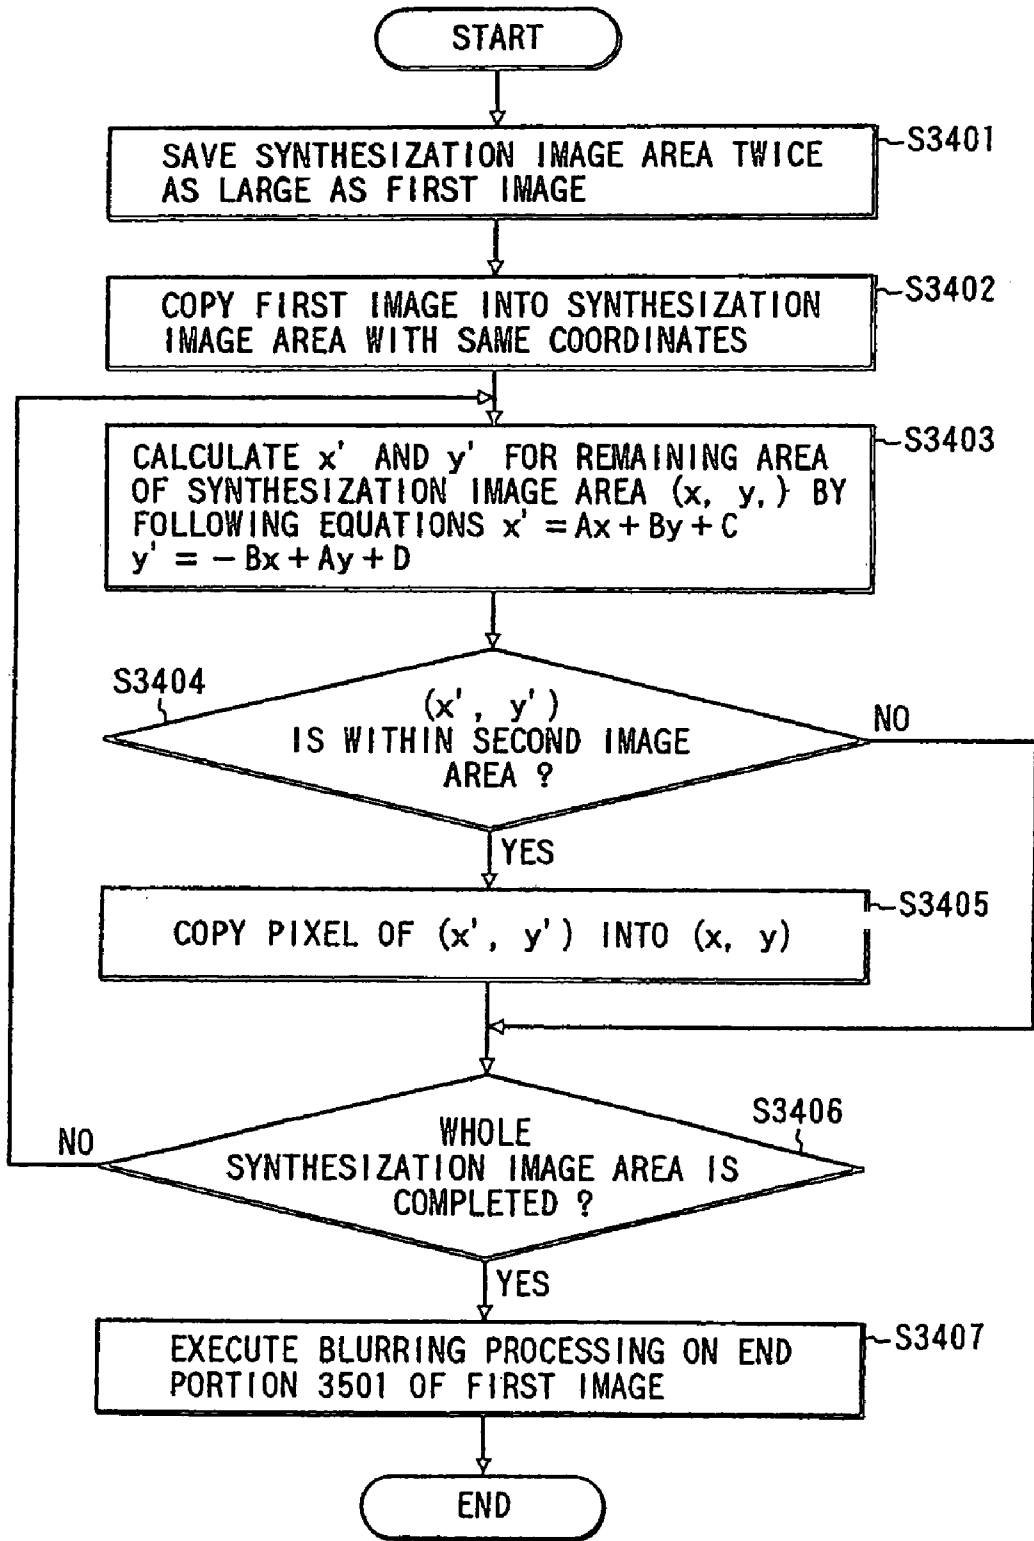 START
SAVE SYNTHESIZATION IMAGE AREA TWICE
AS LARGE AS FIRST IMAGE
S3401
COPY FIRST IMAGE INTO SYNTHESIZATION
IMAGE AREA WITH SAME COORDINATES
S3402
CALCULATE x' AND y' FOR REMAINING AREA
OF SYNTHESIZATION IMAGE AREA (x, y,) BY
FOLLOWING EQUATIONS x' = Ax + By + C
y' = - Bx + Ay + D
S3403
S3404
(x', y')
IS WITHIN SECOND IMAGE
AREA ?
NO
YES
COPY PIXEL OF (x', y') INTO (x, y)
S3405
S3406
WHOLE
SYNTHESIZATION IMAGE AREA IS
COMPLETED ?
NO
YES
EXECUTE BLURRING PROCESSING ON END
PORTION 3501 OF FIRST IMAGE
S3407
END